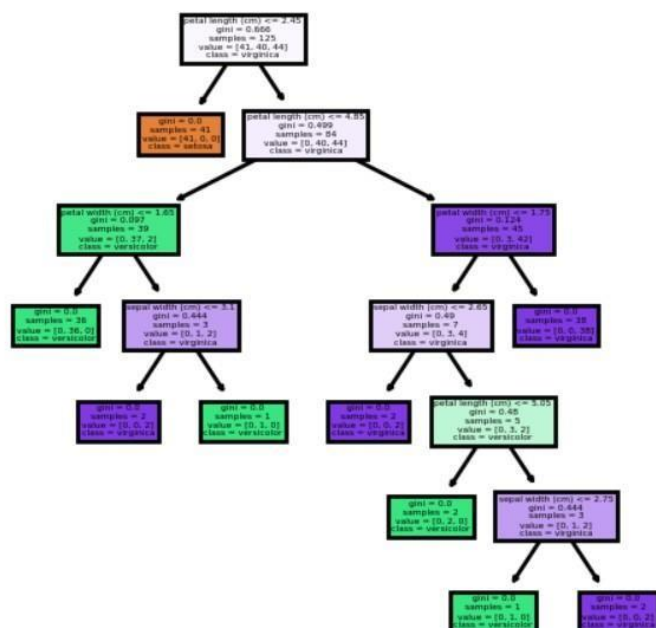 petal length (cm) <= 2.45
gini = 0.666
samples = 125
value = [41, 40, 44]
class = virginica
gini = 0.0
samples = 41
value = [41, 0, 0]
class = setosa
petal length (cm) <= 4.85
gini = 0.499
samples = 84
value = [0, 40, 44]
class = virginica
petal width (cm) <= 1.65
gini = 0.097
samples = 39
value = [0, 37, 2]
class = versicolor
petal width (cm) <= 1.75
gini = 0.124
samples = 45
value = [0, 3, 42]
class = virginica
gini = 0.0
samples = 36
value = [0, 36, 0]
class = versicolor
sepal width (cm) <= 3.1
gini = 0.444
samples = 3
value = [0, 1, 2]
class = virginica
sepal width (cm) <= 2.65
gini = 0.49
samples = 7
value = [0, 3, 4]
class = virginica
gini = 0.0
samples = 38
value = [0, 0, 38]
class = virginica
gini = 0.0
samples = 2
value = [0, 0, 2]
class = virginica
gini = 0.0
samples = 1
value = [0, 1, 0]
class = versicolor
gini = 0.0
samples = 2
value = [0, 0, 2]
class = virginica
petal length (cm) <= 5.05
gini = 0.48
samples = 5
value = [0, 3, 2]
class = versicolor
gini = 0.0
samples = 2
value = [0, 2, 0]
class = versicolor
sepal width (cm) <= 2.75
gini = 0.444
samples = 3
value = [0, 1, 2]
class = virginica
gini = 0.0
samples = 1
value = [0, 1, 0]
class = versicolor
gini = 0.0
samples = 2
value = [0, 0, 2]
class = virginica